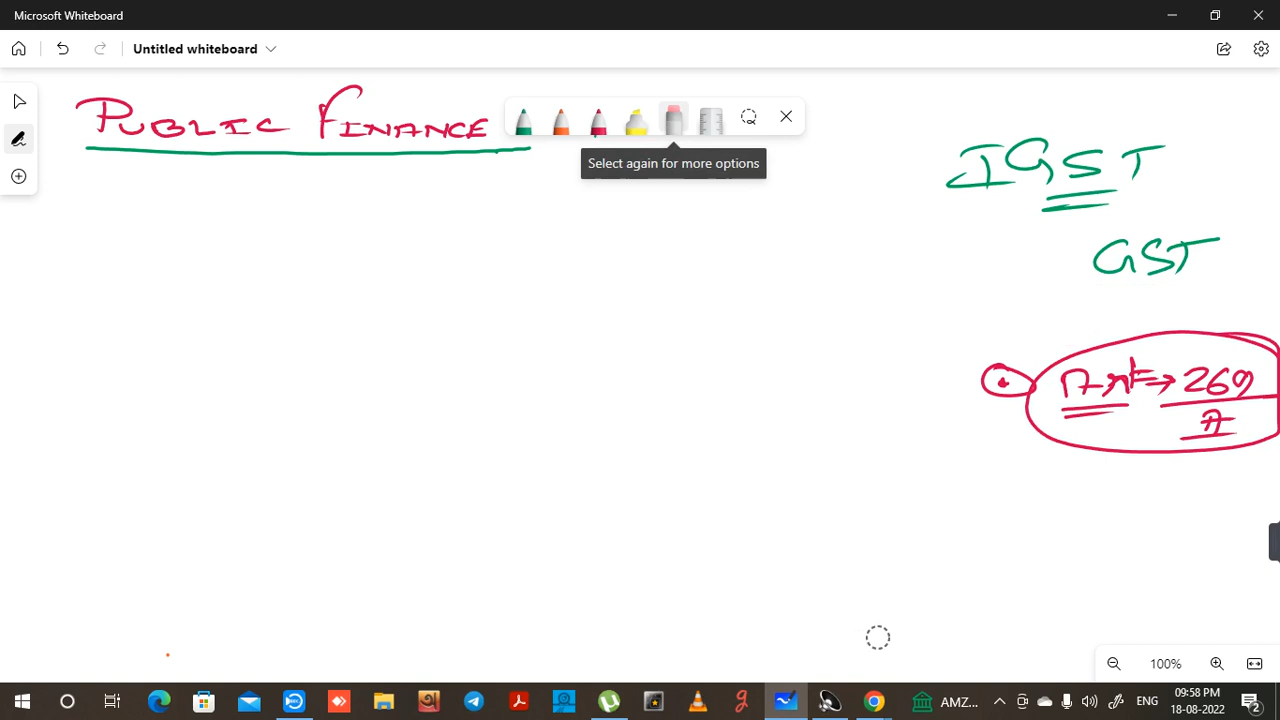 Microsoft Whiteboard
Untitled whiteboard
PUBLIC FINANCE
Select again for more options
IGST
GST
269
A
100%
AMZ...
ENG
09:58 PM
18-08-2022
2